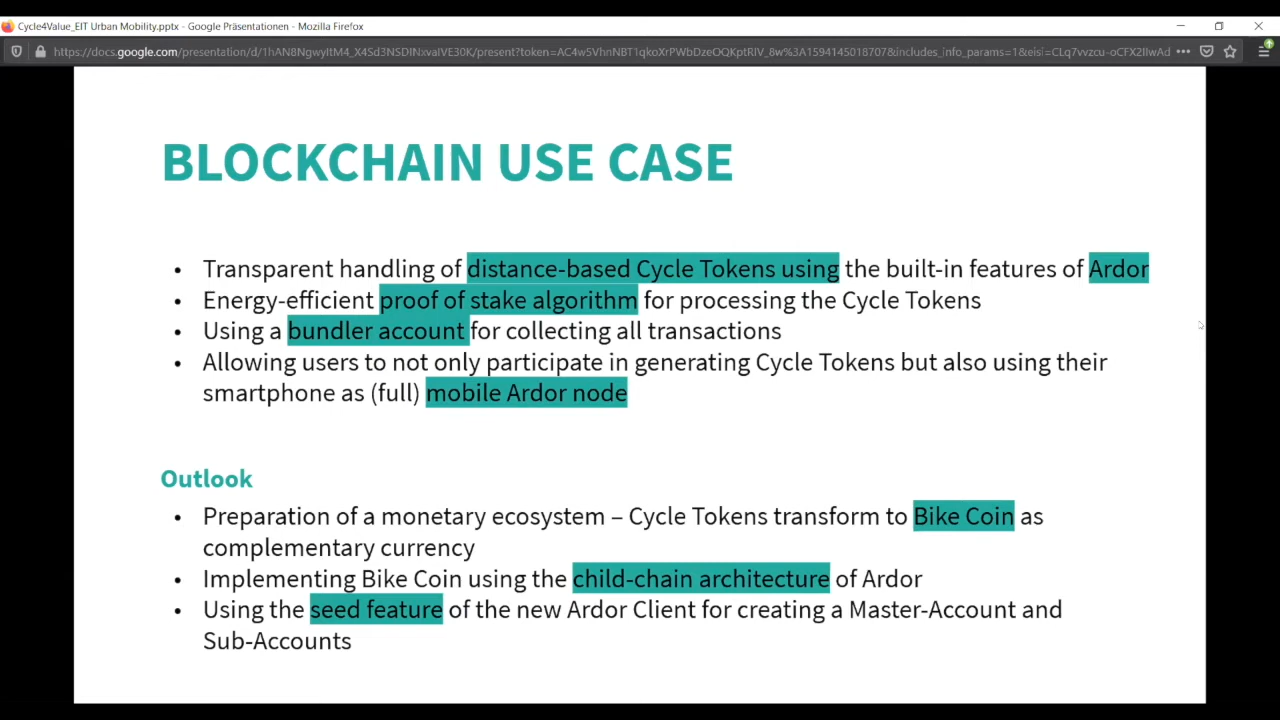 Cycle4Value_EIT Urban Mobility.pptx - Google Präsentationen - Mozilla Firefox
BLOCKCHAIN USE CASE
• Transparent handling of distance-based Cycle Tokens using the built-in features of Ardor
• Energy-efficient proof of stake algorithm for processing the Cycle Tokens
• Using a bundler account for collecting all transactions
• Allowing users to not only participate in generating Cycle Tokens but also using their
smartphone as (full) mobile Ardor node
Outlook
• Preparation of a monetary ecosystem – Cycle Tokens transform to Bike Coin as
complementary currency
• Implementing Bike Coin using the child-chain architecture of Ardor
• Using the seed feature of the new Ardor Client for creating a Master-Account and
Sub-Accounts